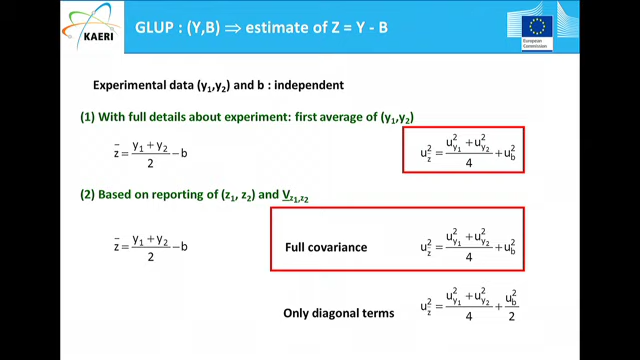 KAERI
GLUP : (Y,B) ⇒ estimate of Z = Y - B
European
Commission
Experimental data (y₁,y₂) and b : independent
(1) With full details about experiment: first average of (y₁,y₂)
z̄ = (y₁ + y₂)/2 − b
u²_z̄ = (u²_y₁ + u²_y₂)/4 + u²_b
(2) Based on reporting of (z₁, z₂) and V_z₁,z₂
z̄ = (y₁ + y₂)/2 − b
Full covariance
u²_z̄ = (u²_y₁ + u²_y₂)/4 + u²_b
Only diagonal terms
u²_z̄ = (u²_y₁ + u²_y₂)/4 + u²_b/2